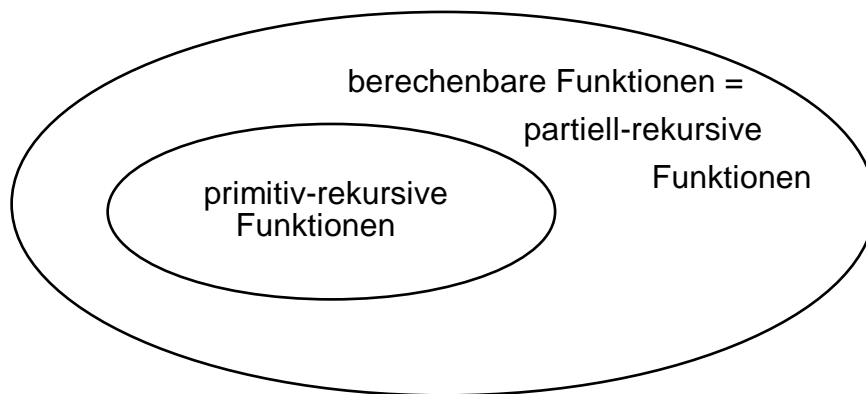 berechenbare Funktionen =
partiell-rekursive
Funktionen
primitiv-rekursive
Funktionen